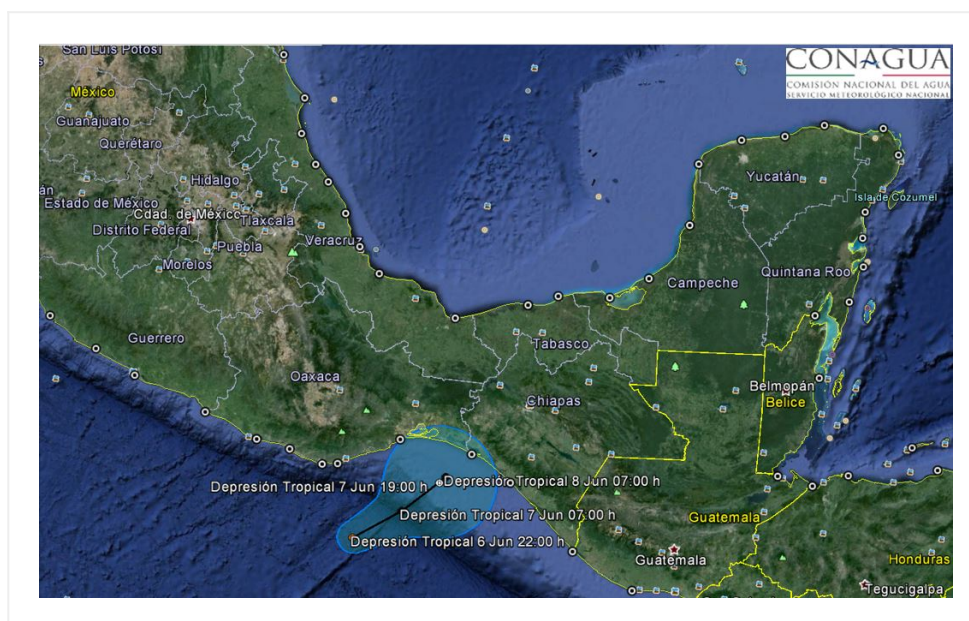 San Luis Potosí
CONAGUA
COMISIÓN NACIONAL DEL AGUA
SERVICIO METEOROLÓGICO NACIONAL
México
Guanajuato
Querétaro
Hidalgo
Yucatán
Estado de México
Isla de Cozumel
Cdad. de México
Tlaxcala
Distrito Federal
Puebla
Veracruz
Morelos
Quintana Roo
Campeche
Guerrero
Tabasco
Oaxaca
Belmopán
Chiapas
Belice
Depresión Tropical 7 Jun 19:00 h
Depresión Tropical 8 Jun 07:00 h
Depresión Tropical 7 Jun 07:00 h
Guatemala
Depresión Tropical 6 Jun 22:00 h
Guatemala
Honduras
Tegucigalpa